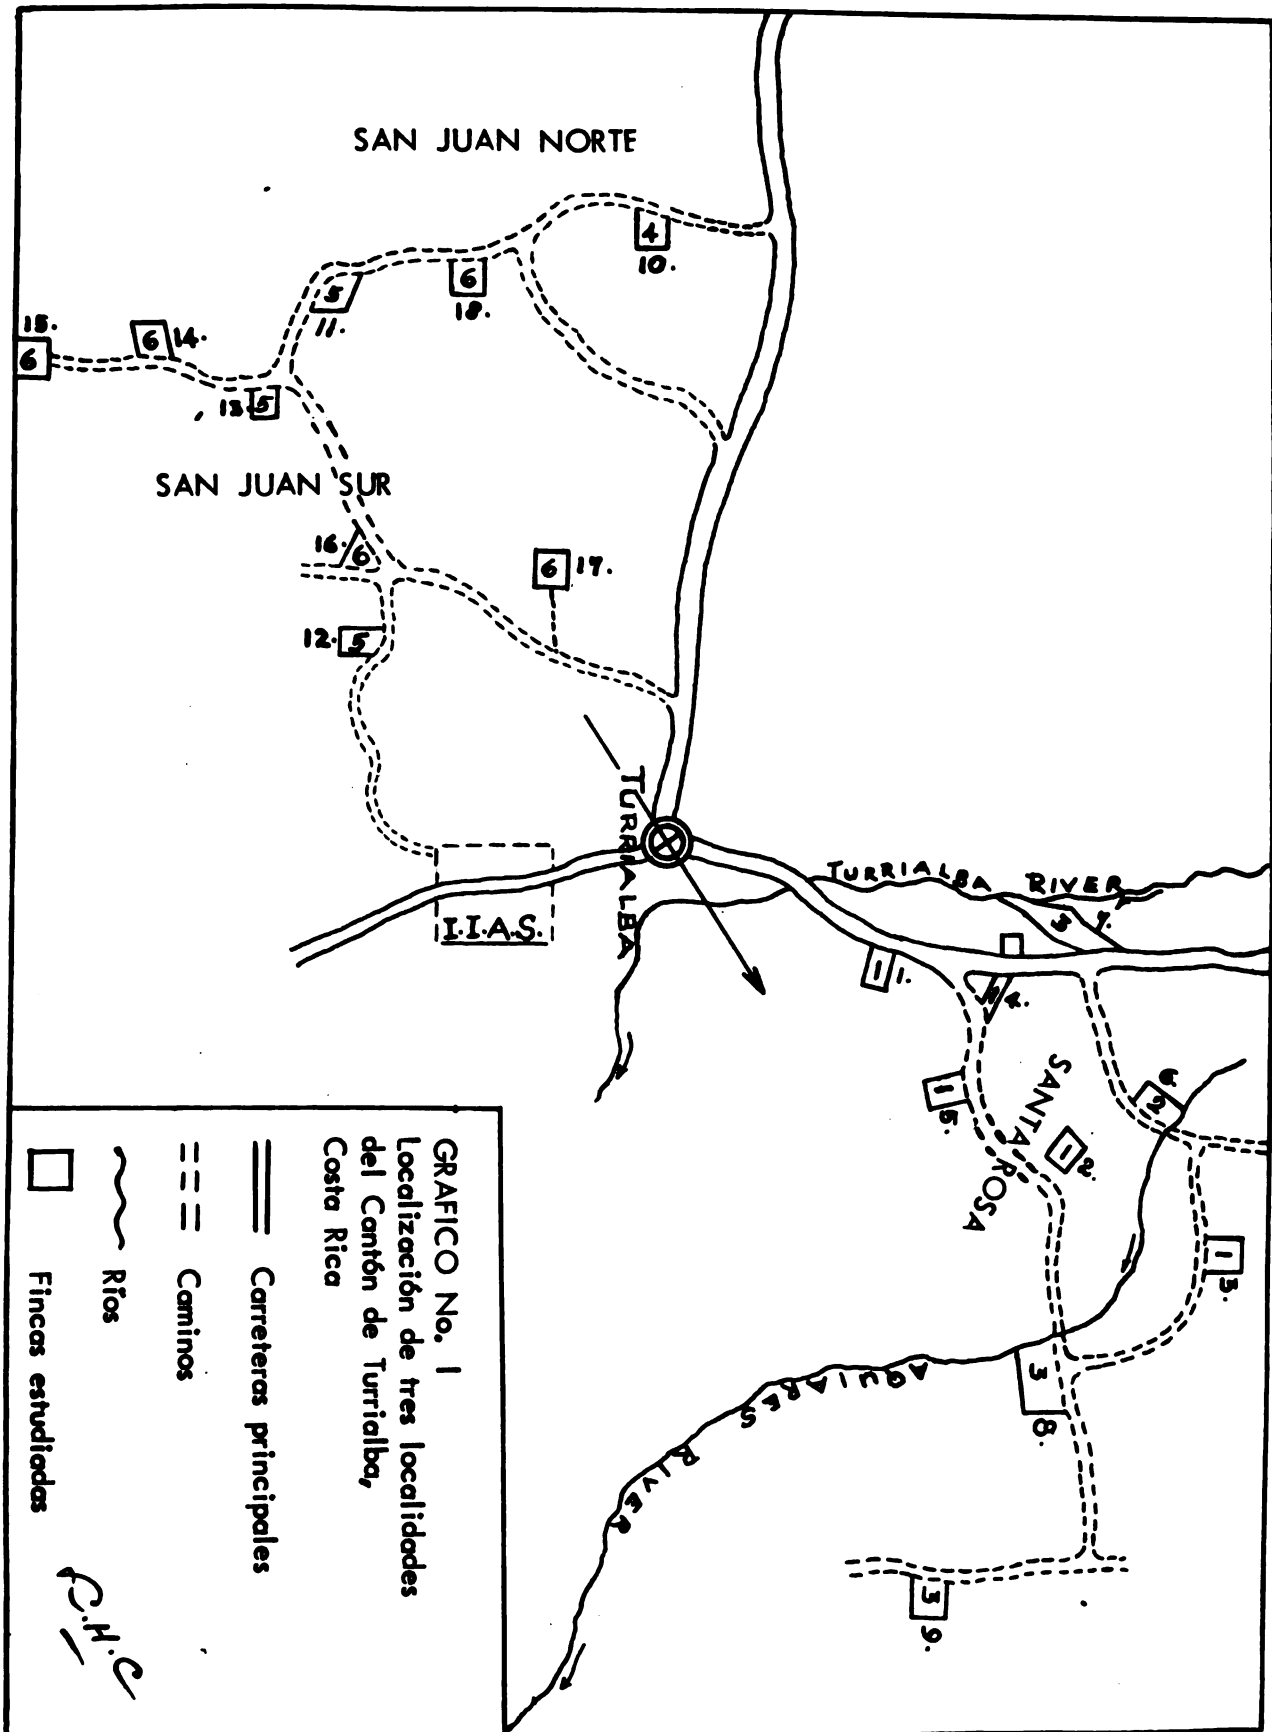 SAN JUAN NORTE
4
10.
6
18.
5
11.
15.
6
6
14.
13.
5
SAN JUAN SUR
16.
6
6
17.
12.
5
TURRIALBA
I.I.A.S.
TURRIALBA RIVER
3
7.
1
1.
4.
1
5.
SANTA ROSA
1
2.
6.
2
1
3.
3
8.
AQUIARES RIVER
3
9.
GRAFICO No. 1
Localización de tres localidades
del Cantón de Turrialba,
Costa Rica
Carreteras principales
Caminos
Ríos
Fincas estudiadas
C.H.C